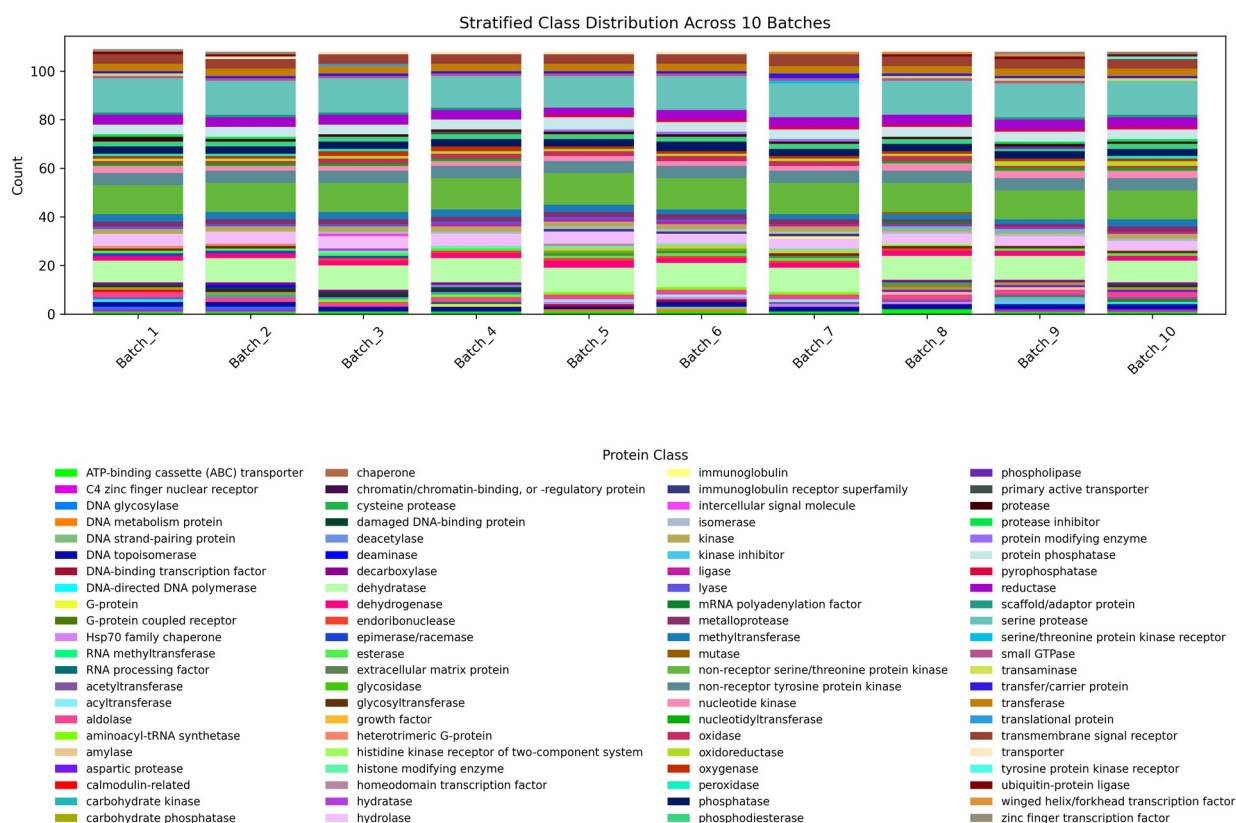 Stratified Class Distribution Across 10 Batches
Count
100
80
60
40
20
0
Batch_1
Batch_2
Batch_3
Batch_4
Batch_5
Batch_6
Batch_7
Batch_8
Batch_9
Batch_10
Protein Class
ATP-binding cassette (ABC) transporter
C4 zinc finger nuclear receptor
DNA glycosylase
DNA metabolism protein
DNA strand-pairing protein
DNA topoisomerase
DNA-binding transcription factor
DNA-directed DNA polymerase
G-protein
G-protein coupled receptor
Hsp70 family chaperone
RNA methyltransferase
RNA processing factor
acetyltransferase
acyltransferase
aldolase
aminoacyl-tRNA synthetase
amylase
aspartic protease
calmodulin-related
carbohydrate kinase
carbohydrate phosphatase
chaperone
chromatin/chromatin-binding, or -regulatory protein
cysteine protease
damaged DNA-binding protein
deacetylase
deaminase
decarboxylase
dehydratase
dehydrogenase
endoribonuclease
epimerase/racemase
esterase
extracellular matrix protein
glycosidase
glycosyltransferase
growth factor
heterotrimeric G-protein
histidine kinase receptor of two-component system
histone modifying enzyme
homeodomain transcription factor
hydratase
hydrolase
immunoglobulin
immunoglobulin receptor superfamily
intercellular signal molecule
isomerase
kinase
kinase inhibitor
ligase
lyase
mRNA polyadenylation factor
metalloprotease
methyltransferase
mutase
non-receptor serine/threonine protein kinase
non-receptor tyrosine protein kinase
nucleotide kinase
nucleotidyltransferase
oxidase
oxidoreductase
oxygenase
peroxidase
phosphatase
phosphodiesterase
phospholipase
primary active transporter
protease
protease inhibitor
protein modifying enzyme
protein phosphatase
pyrophosphatase
reductase
scaffold/adaptor protein
serine protease
serine/threonine protein kinase receptor
small GTPase
transaminase
transfer/carrier protein
transferase
translational protein
transmembrane signal receptor
transporter
tyrosine protein kinase receptor
ubiquitin-protein ligase
winged helix/forkhead transcription factor
zinc finger transcription factor